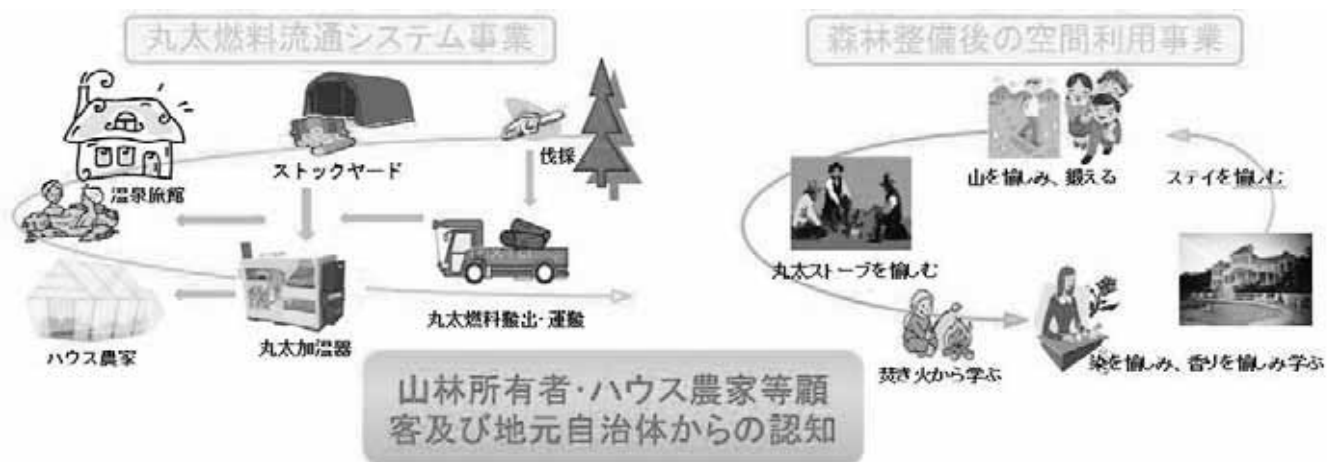 丸太燃料流通システム事業
森林整備後の空間利用事業
伐採
ストックヤード
温泉旅館
山を愉しみ、鍛える
ステイを愉しむ
丸太ストーブを愉しむ
丸太燃料搬出・運搬
ハウス農家
丸太加温器
焚き火から学ぶ
染を愉しみ、香りを愉しみ学ぶ
山林所有者・ハウス農家等顧
客及び地元自治体からの認知